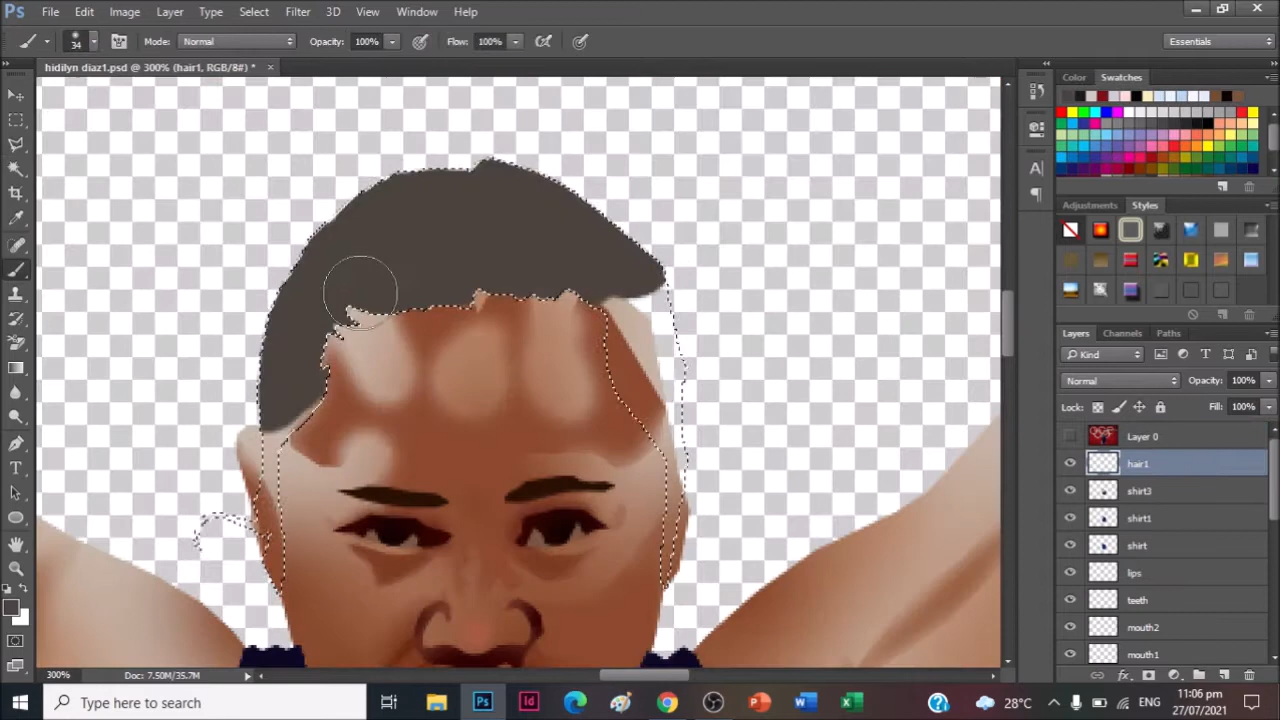 Ps File Edit Image Layer Type Select Filter 3D View Window Help
34 Mode: Normal Opacity: 100% Flow: 100% Essentials
hidilyn diaz1.psd @ 300% (hair1, RGB/8#) * ×
Color Swatches
Adjustments Styles
Layers Channels Paths
Kind
Normal Opacity: 100%
Lock: Fill: 100%
Layer 0
hair1
shirt3
shirt1
shirt
lips
teeth
mouth2
mouth1
300% Doc: 7.50M/35.7M
Type here to search
28°C ENG 11:06 pm
27/07/2021